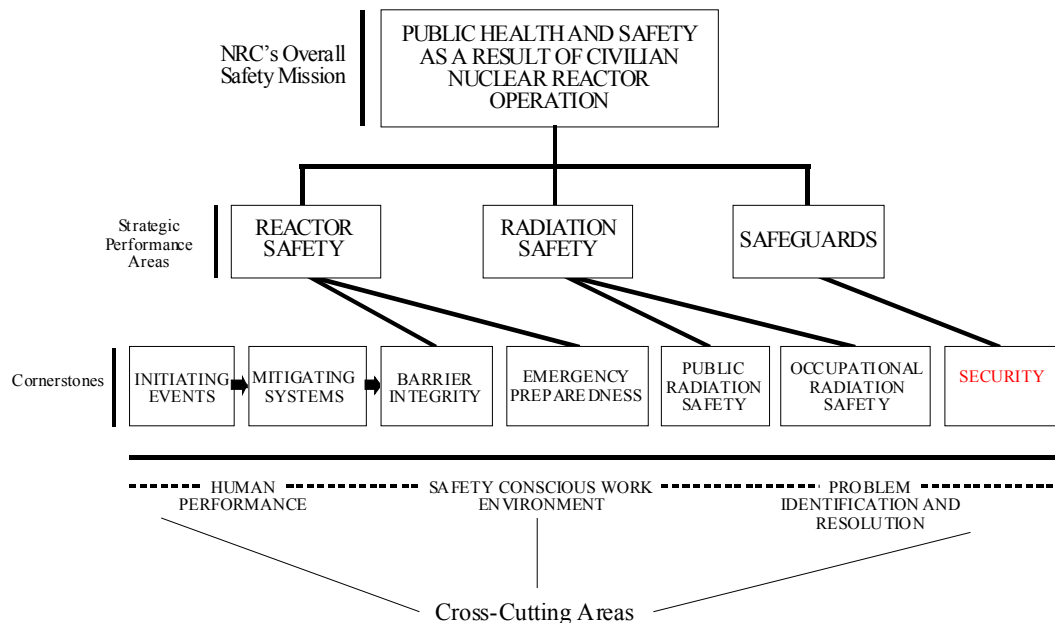 NRC's Overall
Safety Mission
PUBLIC HEALTH AND SAFETY
AS A RESULT OF CIVILIAN
NUCLEAR REACTOR
OPERATION
Strategic
Performance
Areas
REACTOR
SAFETY
RADIATION
SAFETY
SAFEGUARDS
Cornerstones
INITIATING
EVENTS
MITIGATING
SYSTEMS
BARRIER
INTEGRITY
EMERGENCY
PREPAREDNESS
PUBLIC
RADIATION
SAFETY
OCCUPATIONAL
RADIATION
SAFETY
SECURITY
HUMAN
PERFORMANCE
SAFETY CONSCIOUS WORK
ENVIRONMENT
PROBLEM
IDENTIFICATION AND
RESOLUTION
Cross-Cutting Areas